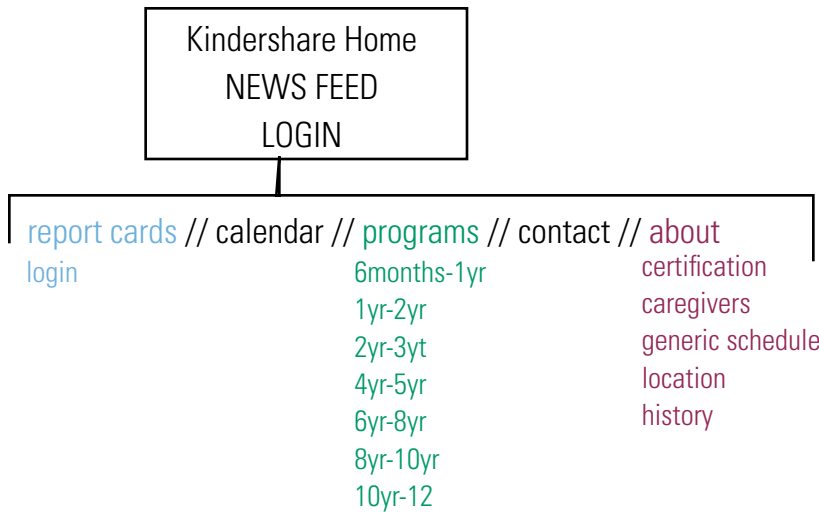 Kindershare Home
NEWS FEED
LOGIN
report cards // calendar // programs // contact // about
login
6months-1yr
1yr-2yr
2yr-3yt
4yr-5yr
6yr-8yr
8yr-10yr
10yr-12
certification
caregivers
generic schedule
location
history